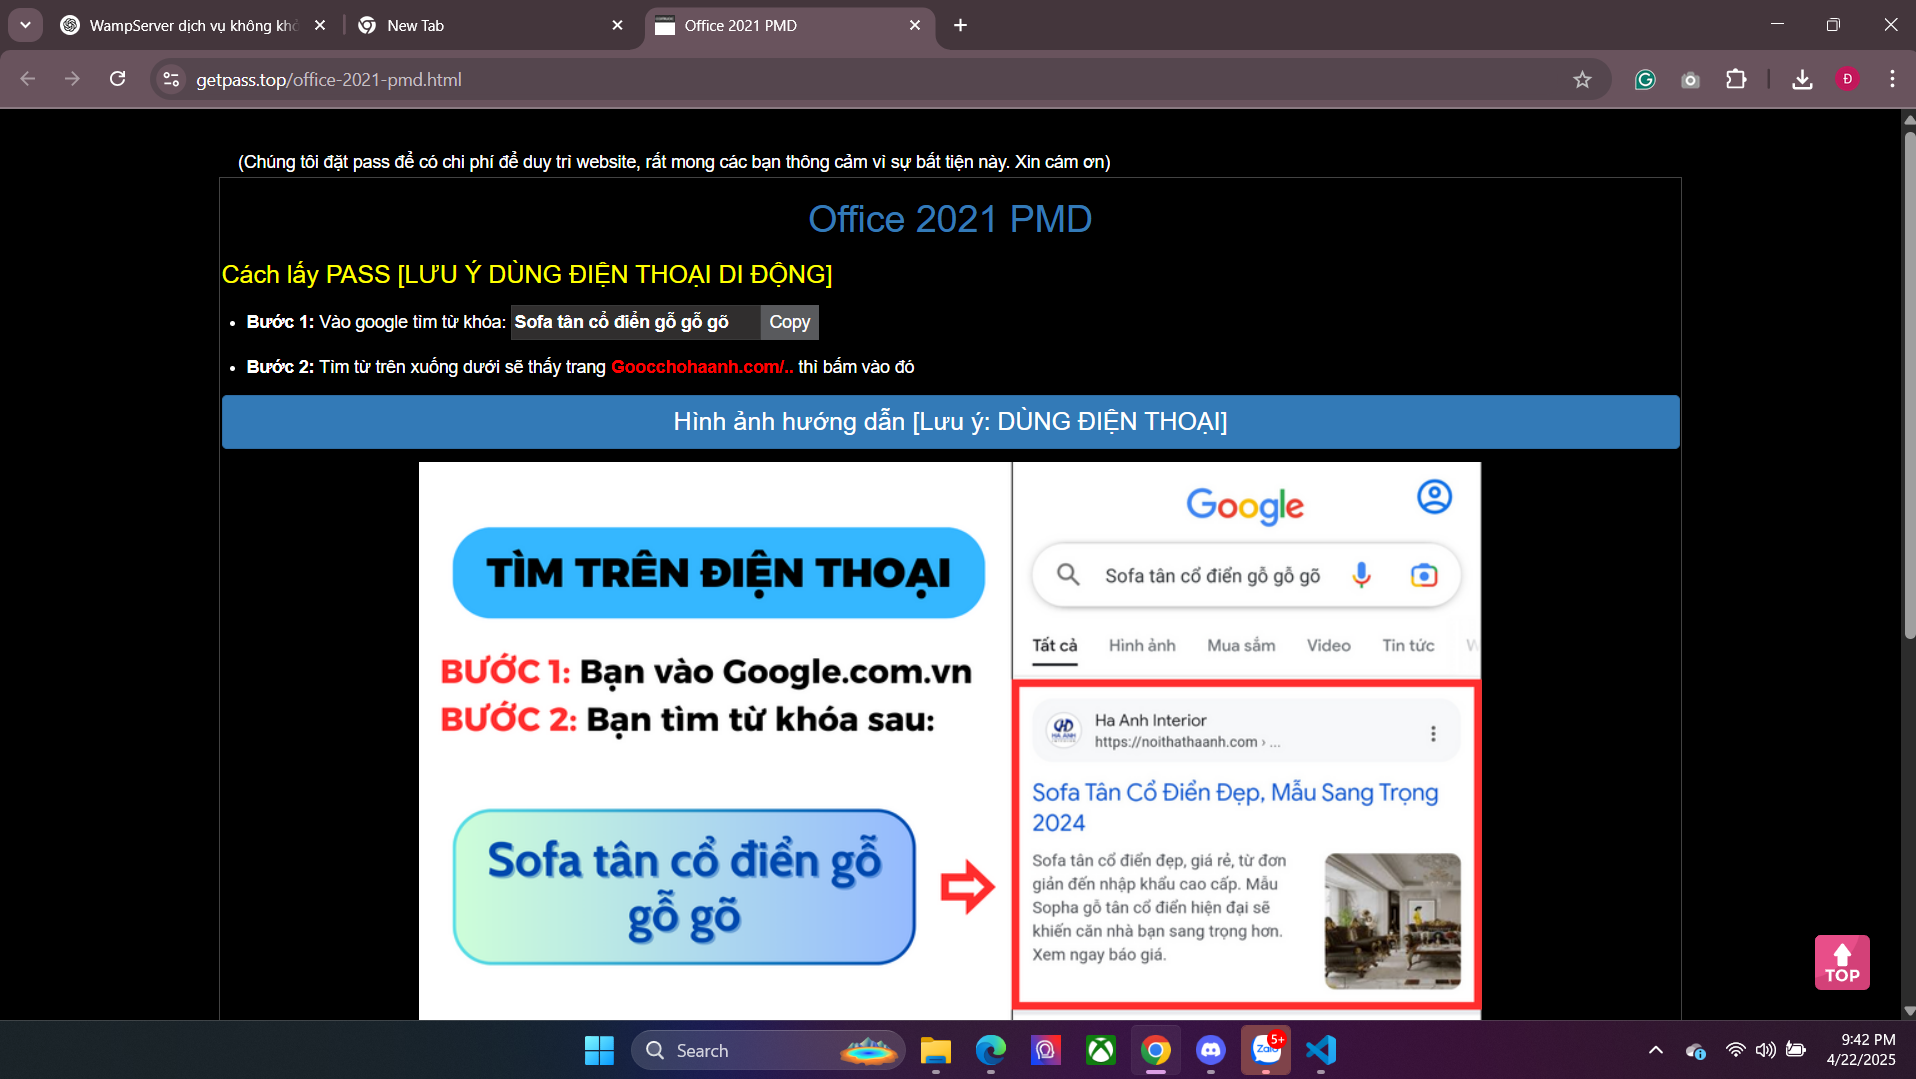 WampServer dịch vụ không khở
New Tab
Office 2021 PMD
getpass.top/office-2021-pmd.html
Đ
(Chúng tôi đặt pass để có chi phí để duy trì website, rất mong các bạn thông cảm vì sự bất tiện này. Xin cám ơn)
Office 2021 PMD
Cách lấy PASS [LƯU Ý DÙNG ĐIỆN THOẠI DI ĐỘNG]
Bước 1: Vào google tìm từ khóa: Sofa tân cổ điển gỗ gỗ gõ Copy
Bước 2: Tìm từ trên xuống dưới sẽ thấy trang Goocchohaanh.com/.. thì bấm vào đó
Hình ảnh hướng dẫn [Lưu ý: DÙNG ĐIỆN THOẠI]
TÌM TRÊN ĐIỆN THOẠI
BƯỚC 1: Bạn vào Google.com.vn
BƯỚC 2: Bạn tìm từ khóa sau:
Sofa tân cổ điển gỗ
gỗ gõ
Google
Sofa tân cổ điển gỗ gỗ gõ
Tất cả Hình ảnh Mua sắm Video Tin tức W
HA ANH
Ha Anh Interior
https://noithathaanh.com › ...
Sofa Tân Cổ Điển Đẹp, Mẫu Sang Trọng
2024
Sofa tân cổ điển đẹp, giá rẻ, từ đơn
giản đến nhập khẩu cao cấp. Mẫu
Sopha gỗ tân cổ điển hiện đại sẽ
khiến căn nhà bạn sang trọng hơn.
Xem ngay báo giá.
TOP
Search
Zalo
5+
9:42 PM
4/22/2025